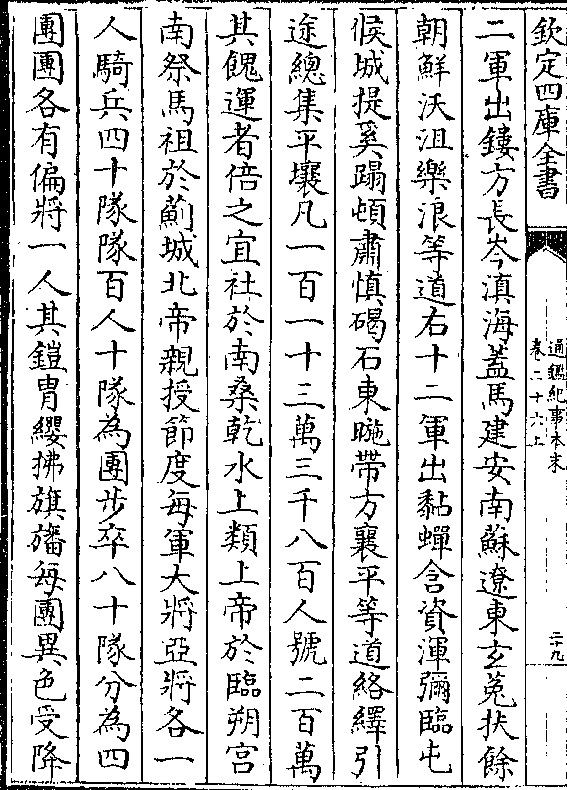 欽定四庫全書
通鑑紀事本末
卷二十六上
二十九
二軍出鏤方長岑溟海蓋馬建安南蘇遼東玄菟扶餘
朝鮮沃沮樂浪等道右十二軍出黏蟬含資渾彌臨屯
候城提奚蹋頓肅慎碣石東暆帶方襄平等道絡繹引
途總集平壤凡一百一十三萬三千八百人號二百萬
其餽運者倍之宜社於南桑乾水上類上帝於臨朔宮
南祭馬祖於薊城北帝親授節度每軍大將亞將各一
人騎兵四十隊隊百人十隊為團步卒八十隊分為四
團團各有偏將一人其鎧胄纓拂旗旛每團異色受降